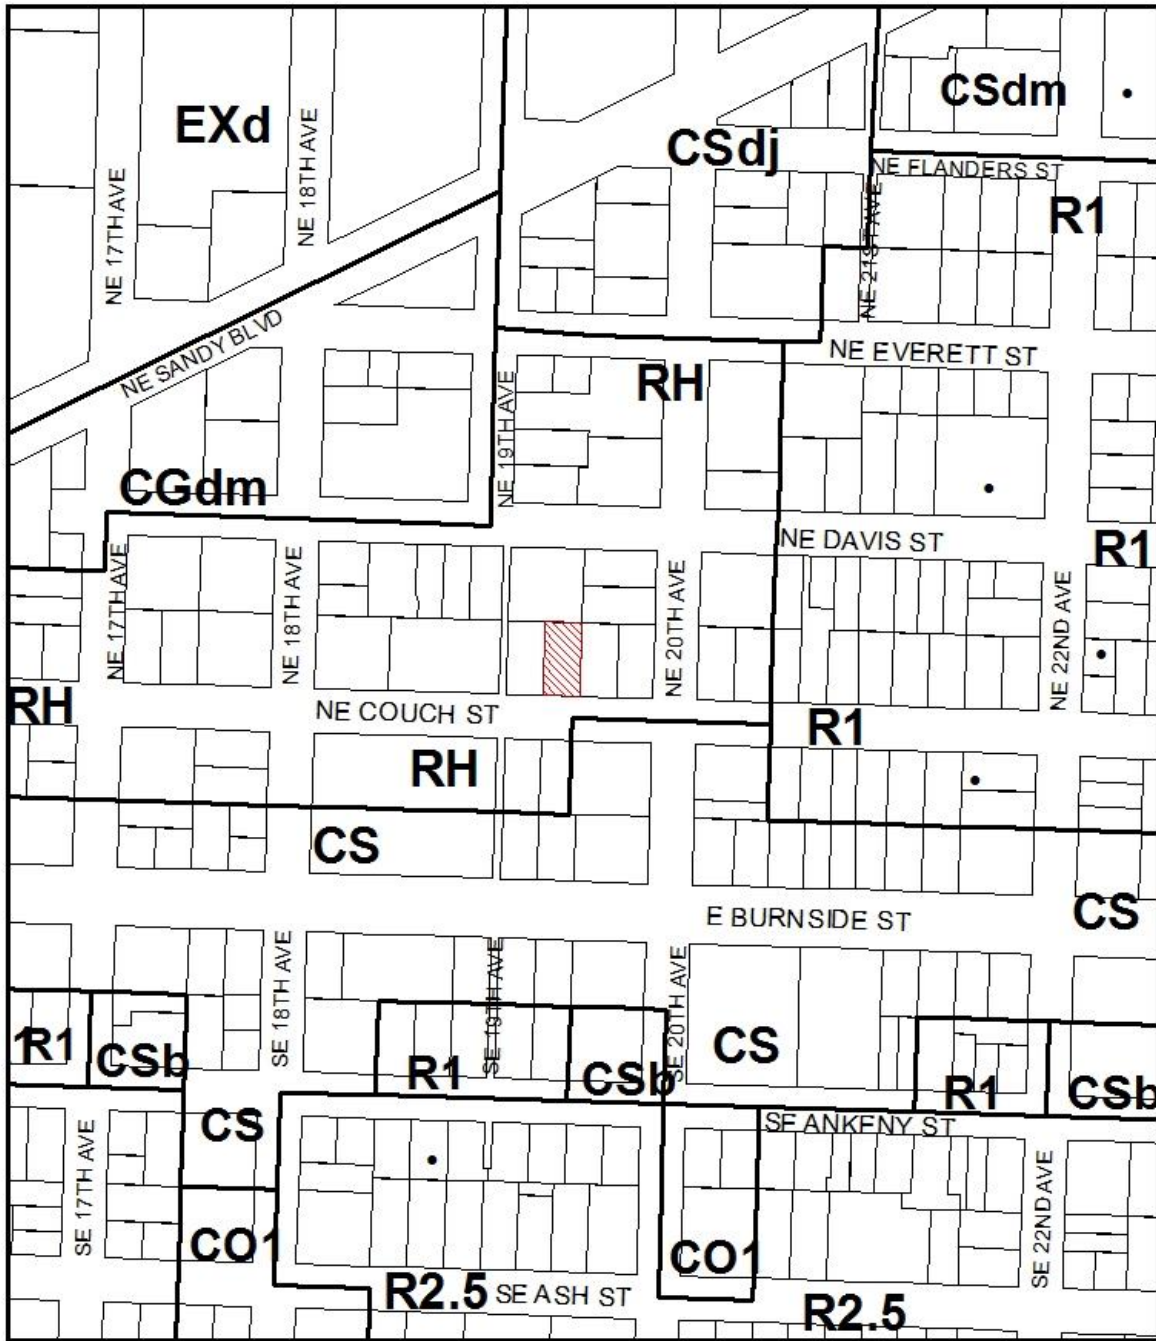 CSdm
EXd
NE 18TH AVE
CSdj
NE FLANDERS ST
NE 17TH AVE
R1
NE 21ST AVE
NE SANDY BLVD
NE EVERETT ST
RH
NE 19TH AVE
CGdm
NE DAVIS ST
R1
NE 17TH AVE
NE 18TH AVE
NE 20TH AVE
NE 22ND AVE
RH
NE COUCH ST
R1
RH
CS
E BURNSIDE ST
CS
SE 18TH AVE
SE 19TH AVE
SE 20TH AVE
1
R1
CSb
CS
R1
CSb
R1
CSb
CS
SE ANKENY ST
SE 17TH AVE
SE 22ND AVE
CO1
CO1
R2.5
SE ASH ST
R2.5